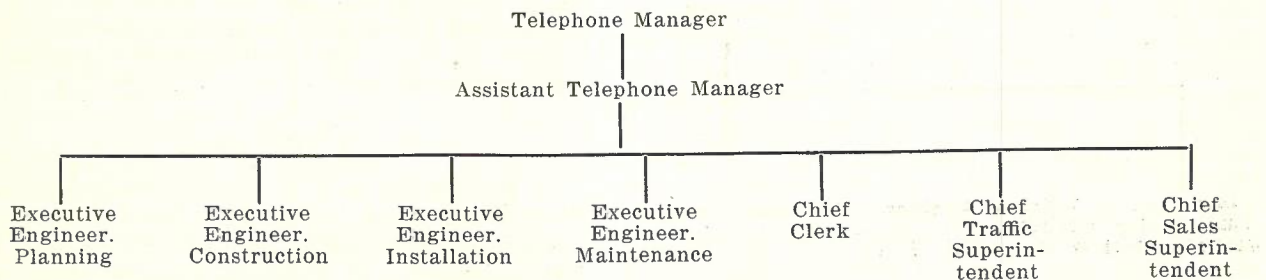 Telephone Manager
Assistant Telephone Manager
Executive
Engineer.
Planning
Executive
Engineer.
Construction
Executive
Engineer.
Installation
Executive
Engineer.
Maintenance
Chief
Clerk
Chief
Traffic
Superin-
tendent
Chief
Sales
Superin-
tendent